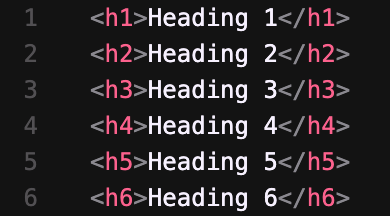 1 <h1>Heading 1</h1>
2 <h2>Heading 2</h2>
3 <h3>Heading 3</h3>
4 <h4>Heading 4</h4>
5 <h5>Heading 5</h5>
6 <h6>Heading 6</h6>